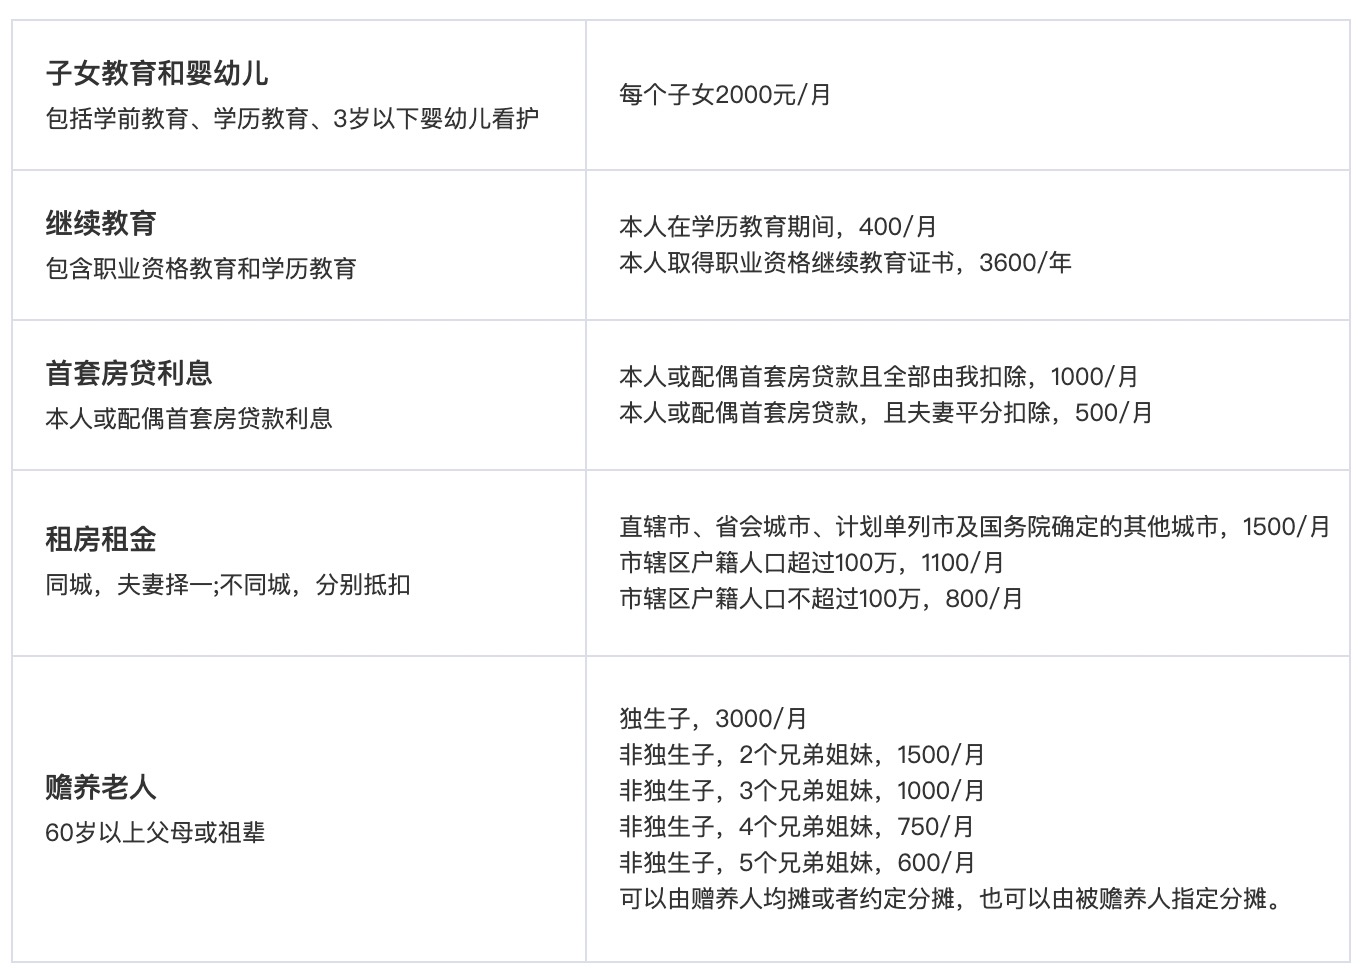 子女教育和婴幼儿
包括学前教育、学历教育、3岁以下婴幼儿看护
每个子女2000元/月
继续教育
包含职业资格教育和学历教育
本人在学历教育期间，400/月
本人取得职业资格继续教育证书，3600/年
首套房贷利息
本人或配偶首套房贷款利息
本人或配偶首套房贷款且全部由我扣除，1000/月
本人或配偶首套房贷款，且夫妻平分扣除，500/月
租房租金
同城，夫妻择一;不同城，分别抵扣
直辖市、省会城市、计划单列市及国务院确定的其他城市，1500/月
市辖区户籍人口超过100万，1100/月
市辖区户籍人口不超过100万，800/月
赡养老人
60岁以上父母或祖辈
独生子，3000/月
非独生子，2个兄弟姐妹，1500/月
非独生子，3个兄弟姐妹，1000/月
非独生子，4个兄弟姐妹，750/月
非独生子，5个兄弟姐妹，600/月
可以由赠养人均摊或者约定分摊，也可以由被赡养人指定分摊。